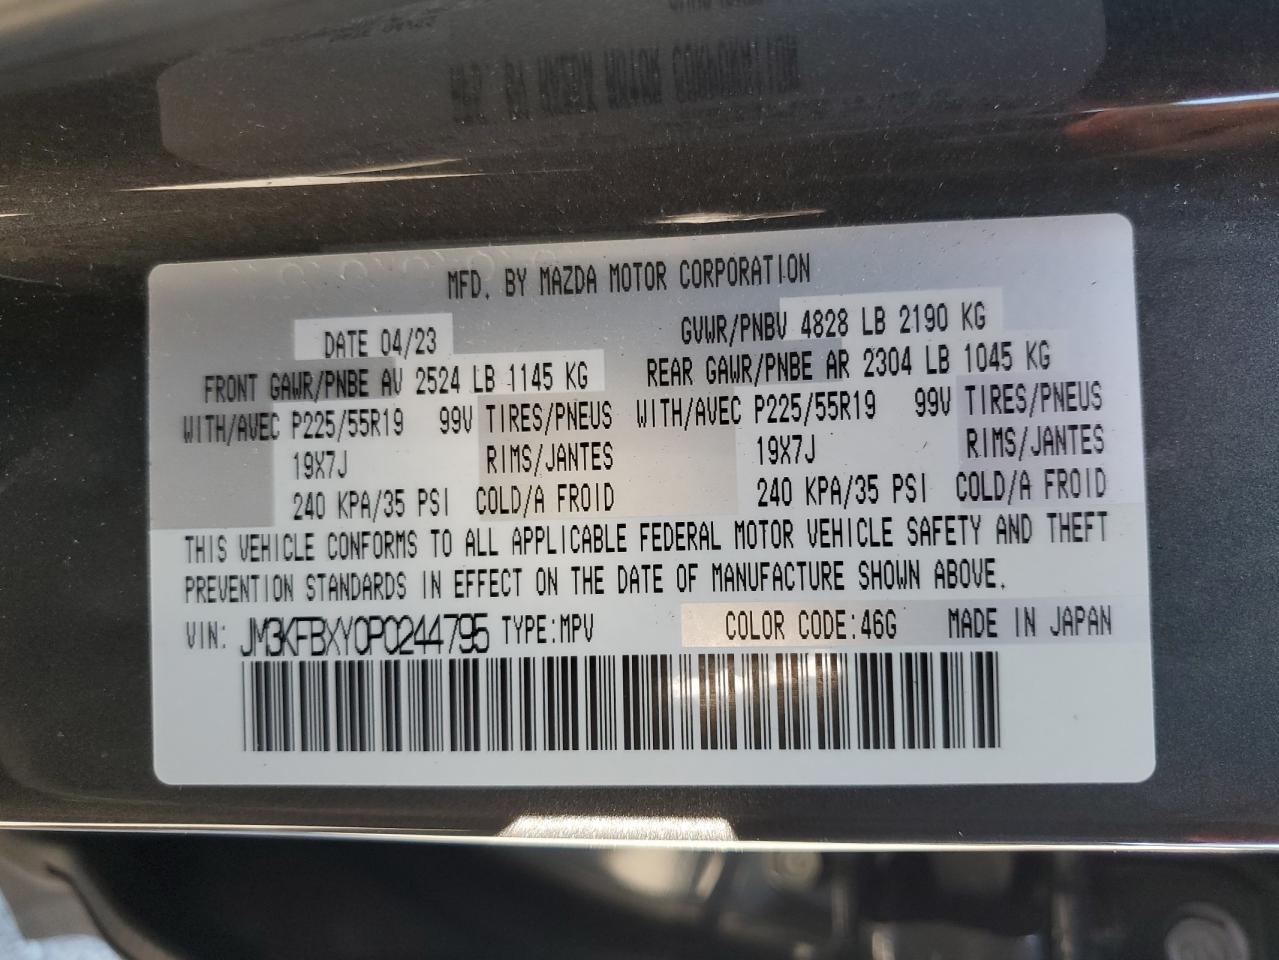 MFD. BY MAZDA MOTOR CORPORATION
DATE 04/23 GVWR/PNBV 4828 LB 2190 KG
FRONT GAWR/PNBE AV 2524 LB 1145 KG REAR GAWR/PNBE AR 2304 LB 1045 KG
WITH/AVEC P225/55R19 99V TIRES/PNEUS WITH/AVEC P225/55R19 99V TIRES/PNEUS
19X7J RIMS/JANTES 19X7J RIMS/JANTES
240 KPA/35 PSI COLD/A FROID 240 KPA/35 PSI COLD/A FROID
THIS VEHICLE CONFORMS TO ALL APPLICABLE FEDERAL MOTOR VEHICLE SAFETY AND THEFT
PREVENTION STANDARDS IN EFFECT ON THE DATE OF MANUFACTURE SHOWN ABOVE.
VIN: JM3KFBXY0P0244795 TYPE:MPV COLOR CODE:46G MADE IN JAPAN